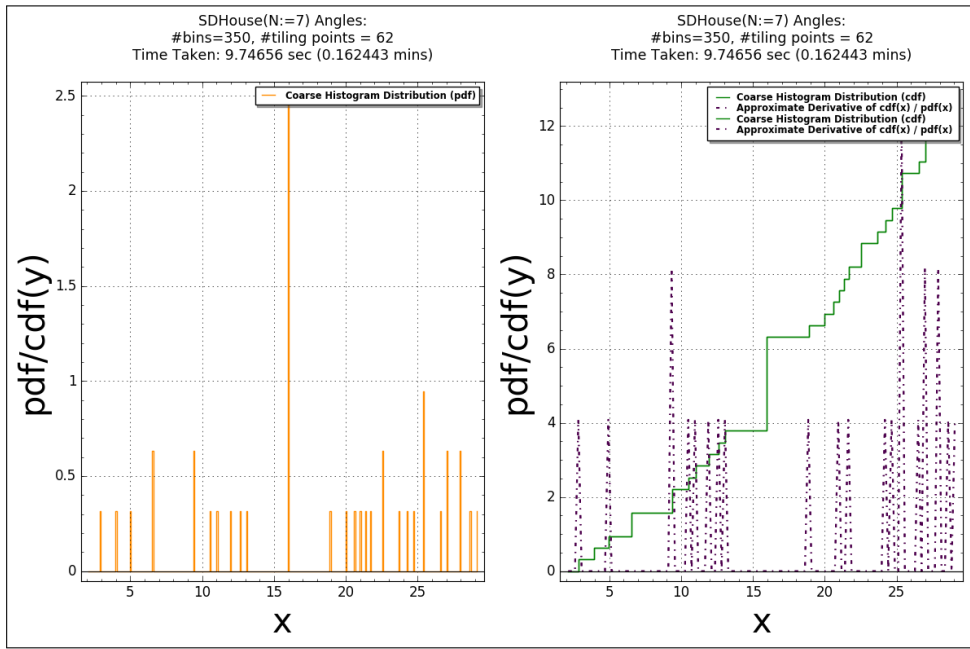 SDHouse(N:=7) Angles:
#bins=350, #tiling points = 62
Time Taken: 9.74656 sec (0.162443 mins)
Coarse Histogram Distribution (pdf)
2.5
2
1.5
1
0.5
0
5
10
15
20
25
pdf/cdf(y)
x
SDHouse(N:=7) Angles:
#bins=350, #tiling points = 62
Time Taken: 9.74656 sec (0.162443 mins)
Coarse Histogram Distribution (cdf)
Approximate Derivative of cdf(x) / pdf(x)
Coarse Histogram Distribution (cdf)
Approximate Derivative of cdf(x) / pdf(x)
12
10
8
6
4
2
0
5
10
15
20
25
pdf/cdf(y)
x